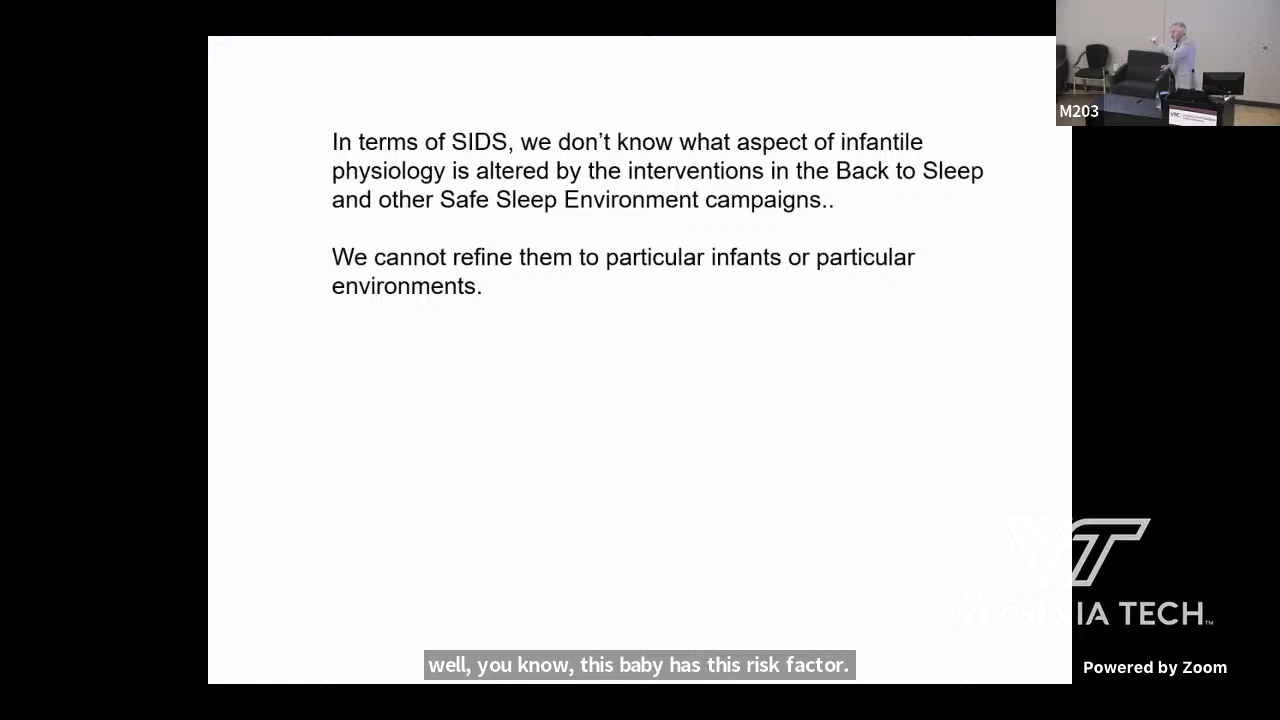 M203
In terms of SIDS, we don’t know what aspect of infantile
physiology is altered by the interventions in the Back to Sleep
and other Safe Sleep Environment campaigns..
We cannot refine them to particular infants or particular
environments.
VT
VIRGINIA TECH™
well, you know, this baby has this risk factor.
Powered by Zoom